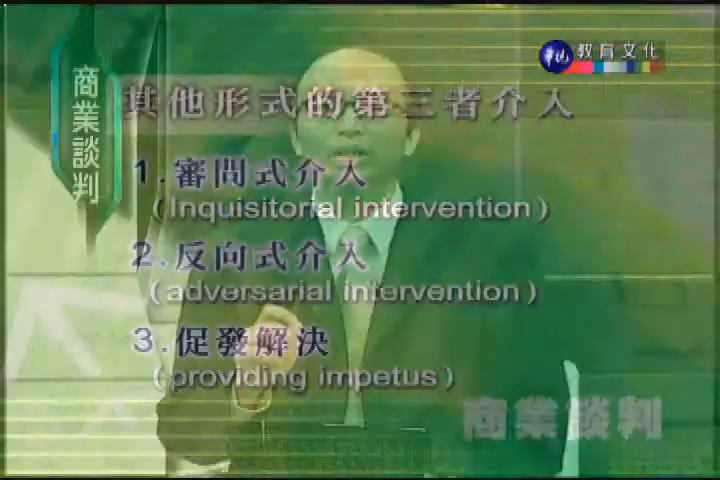 華視
教育文化
商業談判
其他形式的第三者介入
1.審問式介入
(Inquisitorial intervention)
2.反向式介入
(adversarial intervention)
3.促發解決
(providing impetus)
商業談判